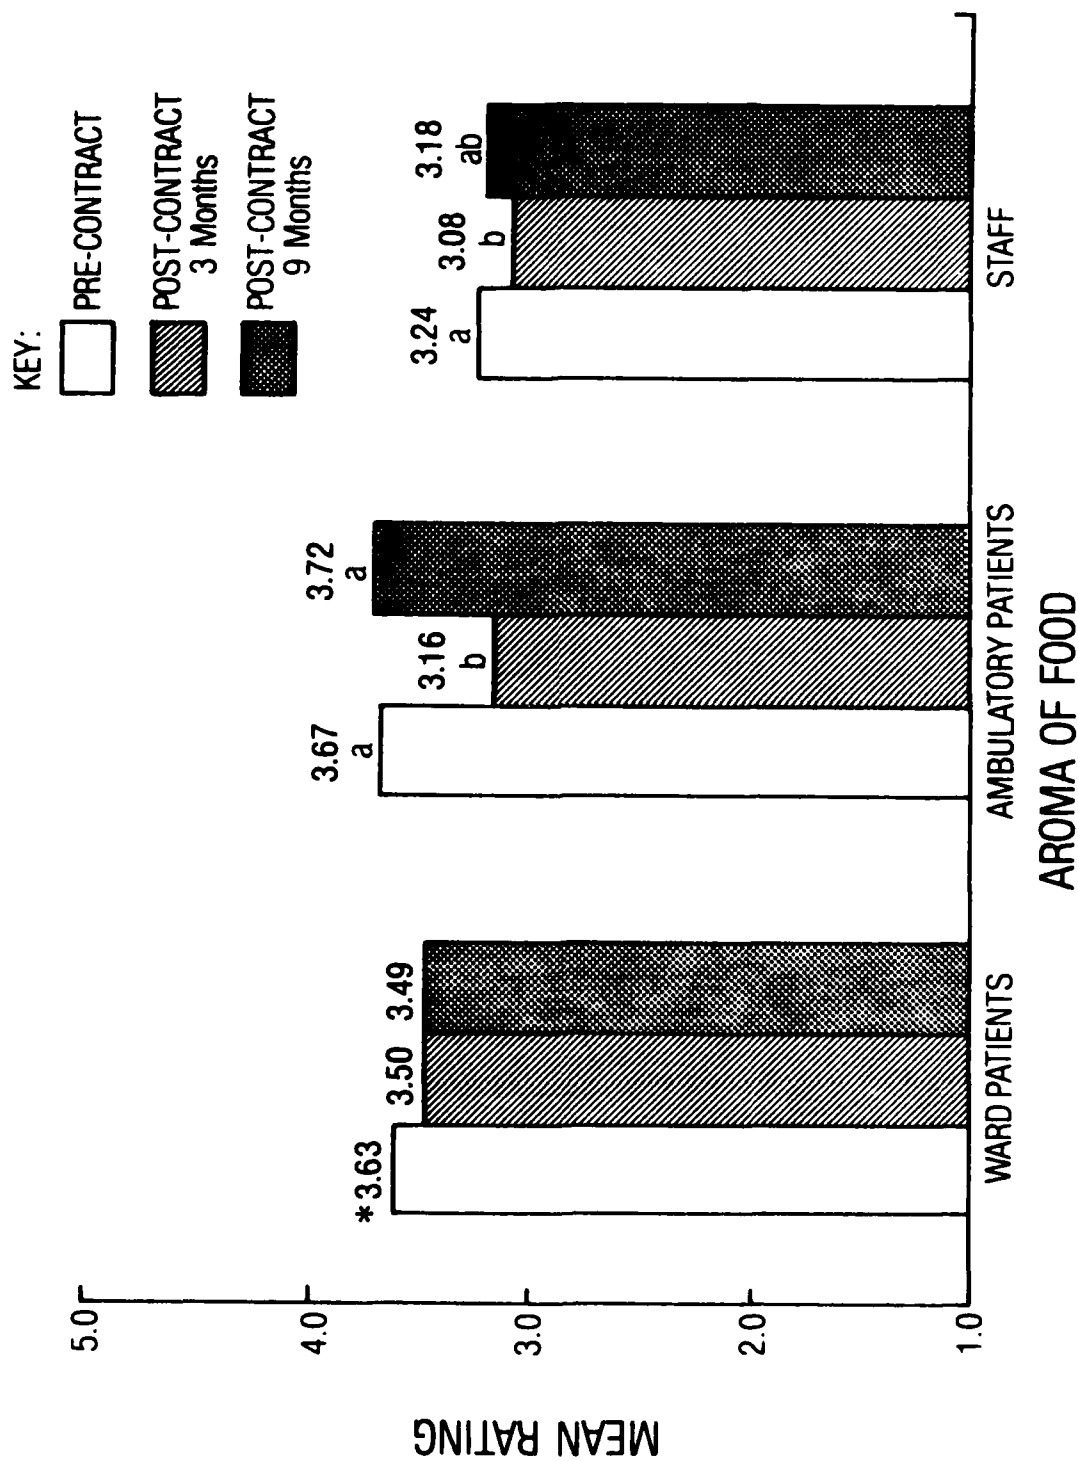 KEY:
PRE-CONTRACT
POST-CONTRACT
3 Months
POST-CONTRACT
9 Months
MEAN RATING
5.0
4.0
3.0
2.0
1.0
*3.63
3.50
3.49
3.67
a
3.16
b
3.72
a
3.24
a
3.08
b
3.18
ab
WARD PATIENTS
AMBULATORY PATIENTS
STAFF
AROMA OF FOOD